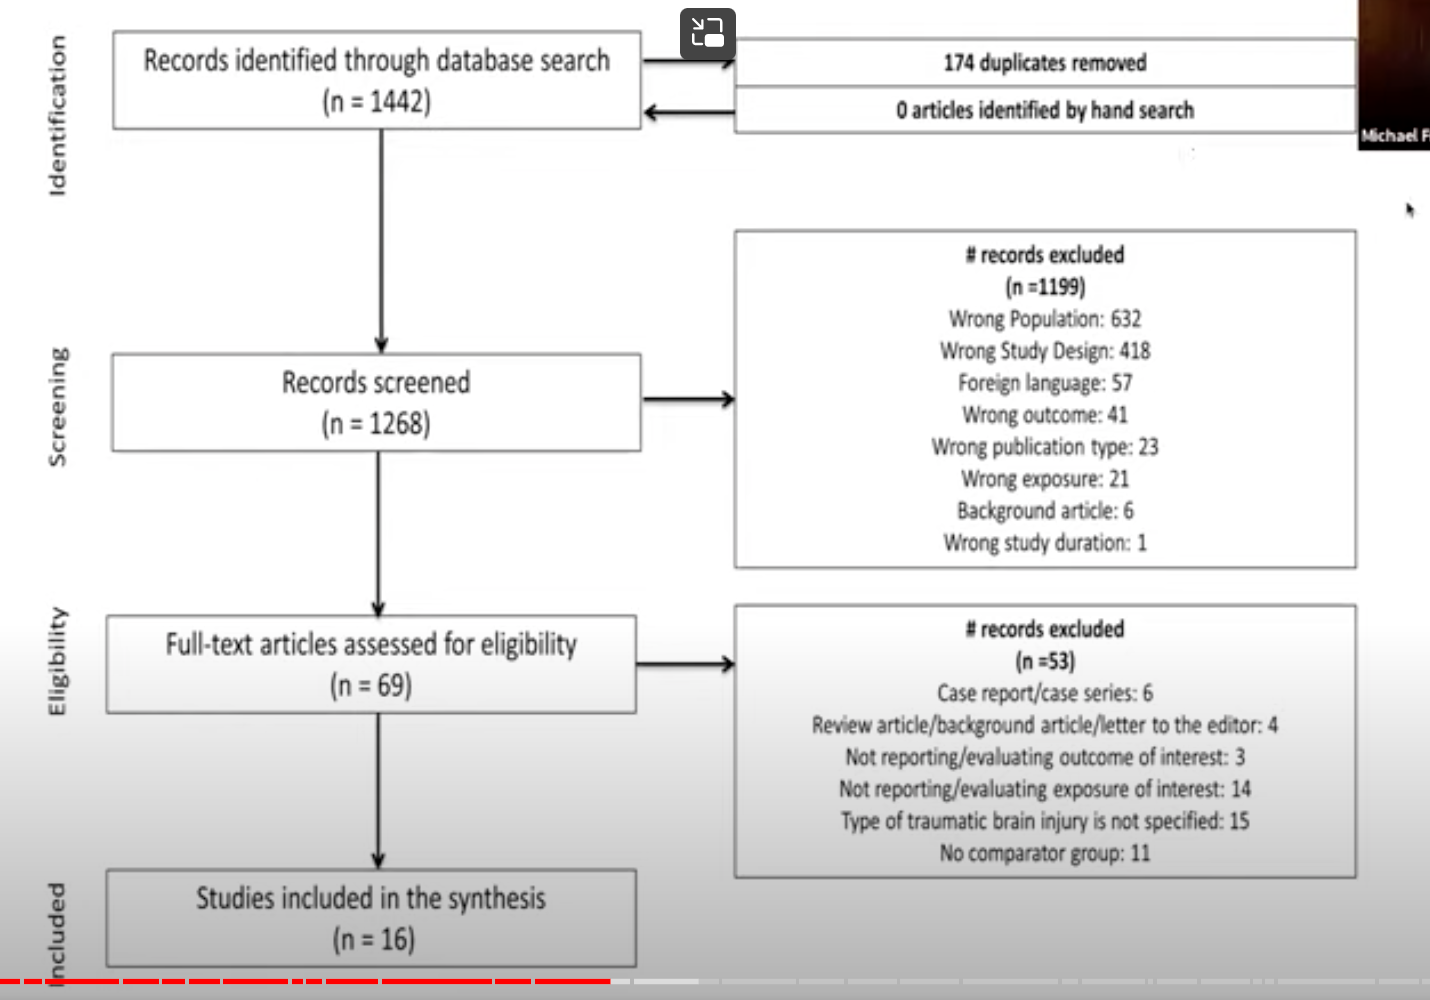 Identification
Records identified through database search
(n = 1442)
174 duplicates removed
0 articles identified by hand search
Michael F
Screening
Records screened
(n = 1268)
# records excluded
(n =1199)
Wrong Population: 632
Wrong Study Design: 418
Foreign language: 57
Wrong outcome: 41
Wrong publication type: 23
Wrong exposure: 21
Background article: 6
Wrong study duration: 1
Eligibility
Full-text articles assessed for eligibility
(n = 69)
# records excluded
(n =53)
Case report/case series: 6
Review article/background article/letter to the editor: 4
Not reporting/evaluating outcome of interest: 3
Not reporting/evaluating exposure of interest: 14
Type of traumatic brain injury is not specified: 15
No comparator group: 11
Included
Studies included in the synthesis
(n = 16)